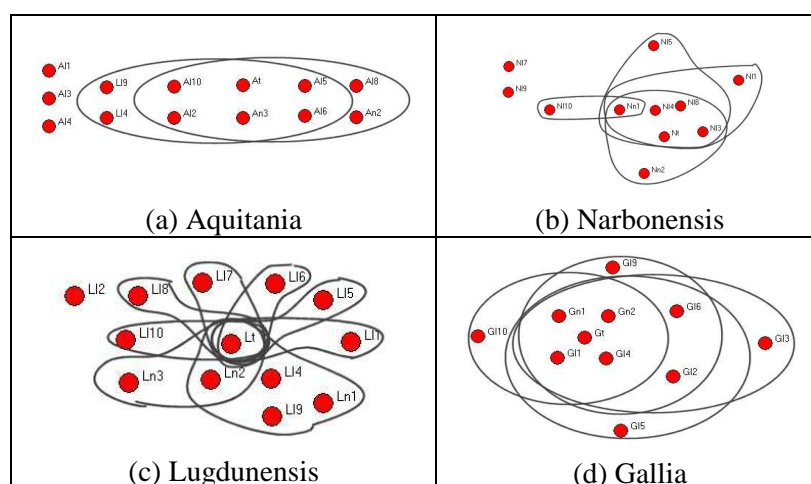 Al1
Al3
Al4
Ll9
Ll4
Al10
Al2
At
An3
Al5
Al6
Al8
An2
(a) Aquitania
Nl7
Nl9
Nl5
Nl1
Nl10
Nn1
Nl4
Nl8
Nt
Nl3
Nn2
(b) Narbonensis
Ll2
Ll8
Ll7
Ll6
Ll5
Ll10
Lt
Ll1
Ln3
Ln2
Ll4
Ll9
Ln1
(c) Lugdunensis
Gl9
Gn1
Gn2
Gl6
Gl10
Gt
Gl3
Gl1
Gl4
Gl2
Gl5
(d) Gallia